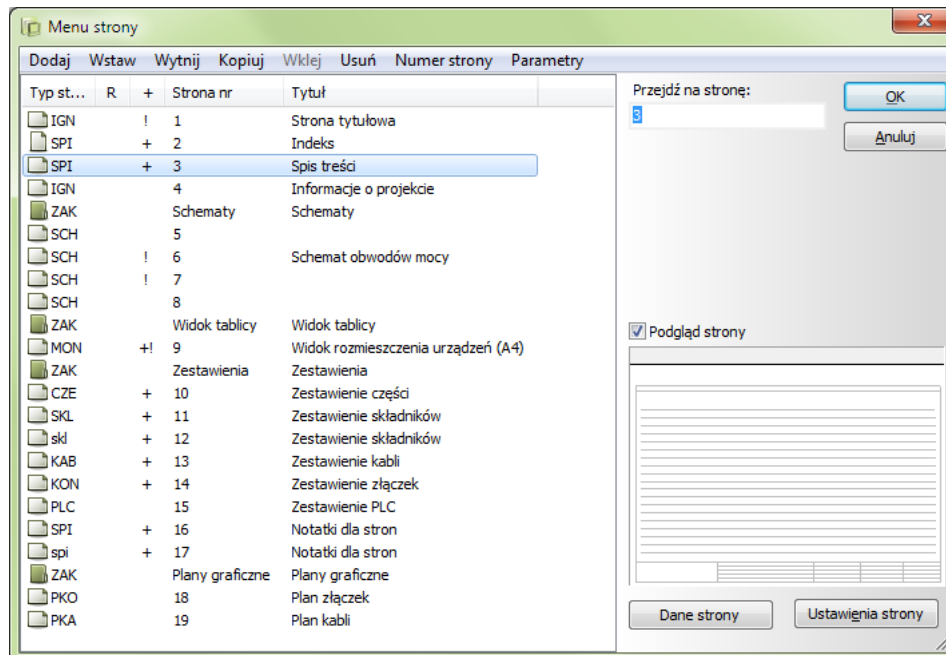 Menu strony
Dodaj Wstaw Wytnij Kopiuj Wklej Usuń Numer strony Parametry
Typ st... R + Strona nr Tytuł
IGN ! 1 Strona tytułowa
SPI + 2 Indeks
SPI + 3 Spis treści
IGN 4 Informacje o projekcie
ZAK Schematy Schematy
SCH 5
SCH ! 6 Schemat obwodów mocy
SCH ! 7
SCH 8
ZAK Widok tablicy Widok tablicy
MON +! 9 Widok rozmieszczenia urządzeń (A4)
ZAK Zestawienia Zestawienia
CZE + 10 Zestawienie części
SKL + 11 Zestawienie składników
skl + 12 Zestawienie składników
KAB + 13 Zestawienie kabli
KON + 14 Zestawienie złączek
PLC 15 Zestawienie PLC
SPI + 16 Notatki dla stron
spi + 17 Notatki dla stron
ZAK Plany graficzne Plany graficzne
PKO 18 Plan złączek
PKA 19 Plan kabli
Przejdź na stronę:
3
OK
Anuluj
Podgląd strony
Dane strony
Ustawienia strony